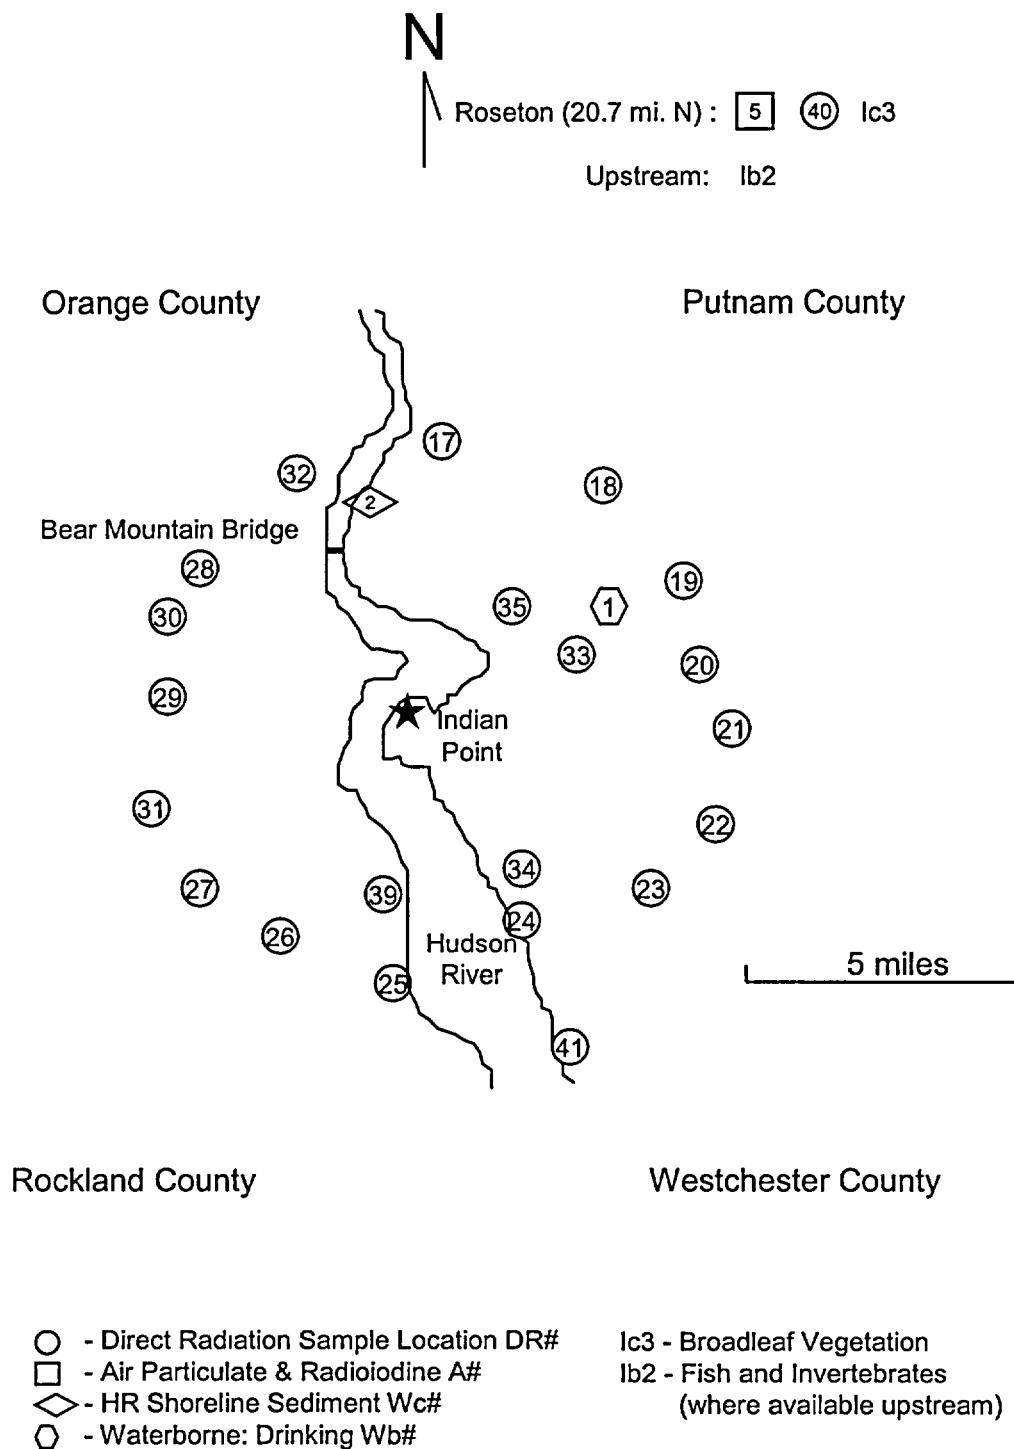 N
Roseton (20.7 mi. N) : 5 40 Ic3
Upstream: Ib2
Orange County Putnam County
17
32
18
2
Bear Mountain Bridge
28
19
35 1
30
33
20
29
Indian
Point
21
31
22
34
27 39 23
24
26
Hudson
River
5 miles
25
41
Rockland County Westchester County
- Direct Radiation Sample Location DR# Ic3 - Broadleaf Vegetation
- Air Particulate & Radioiodine A# Ib2 - Fish and Invertebrates
- HR Shoreline Sediment Wc# (where available upstream)
- Waterborne: Drinking Wb#